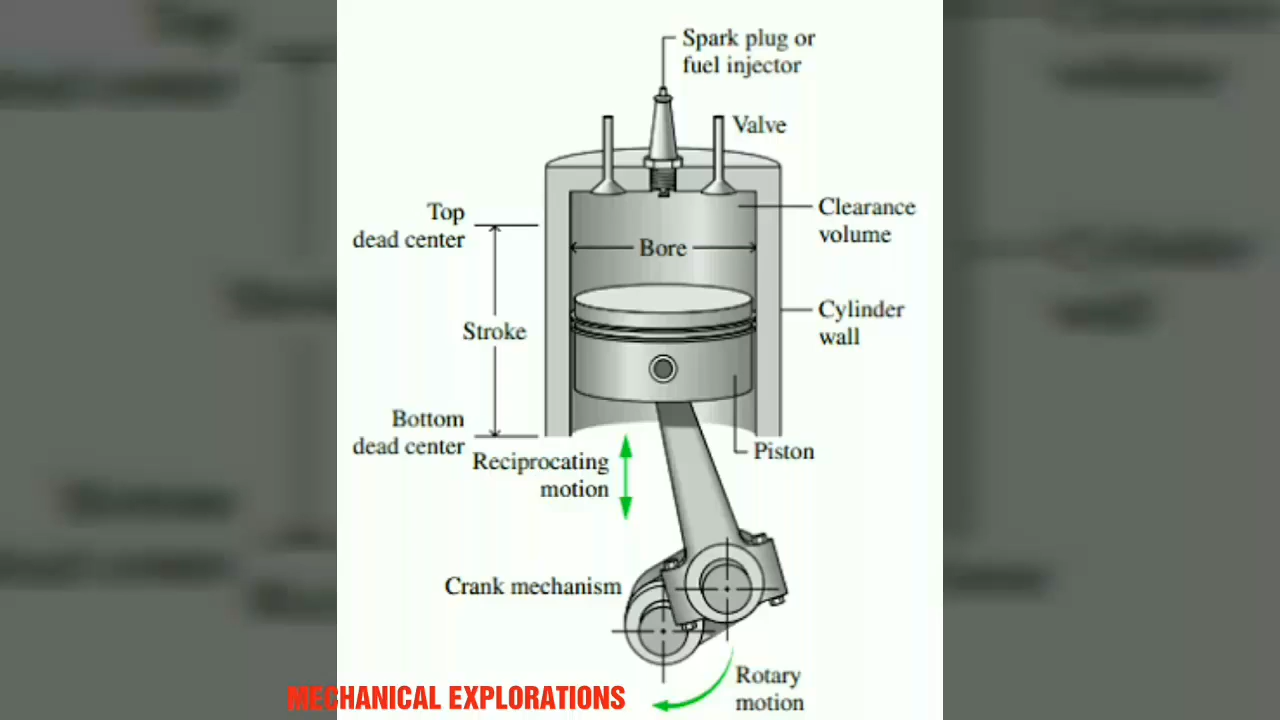 Spark plug or
fuel injector
Valve
Top
dead center
Clearance
volume
Bore
Cylinder
wall
Stroke
Bottom
dead center
Piston
Reciprocating
motion
Crank mechanism
Rotary
motion
MECHANICAL EXPLORATIONS